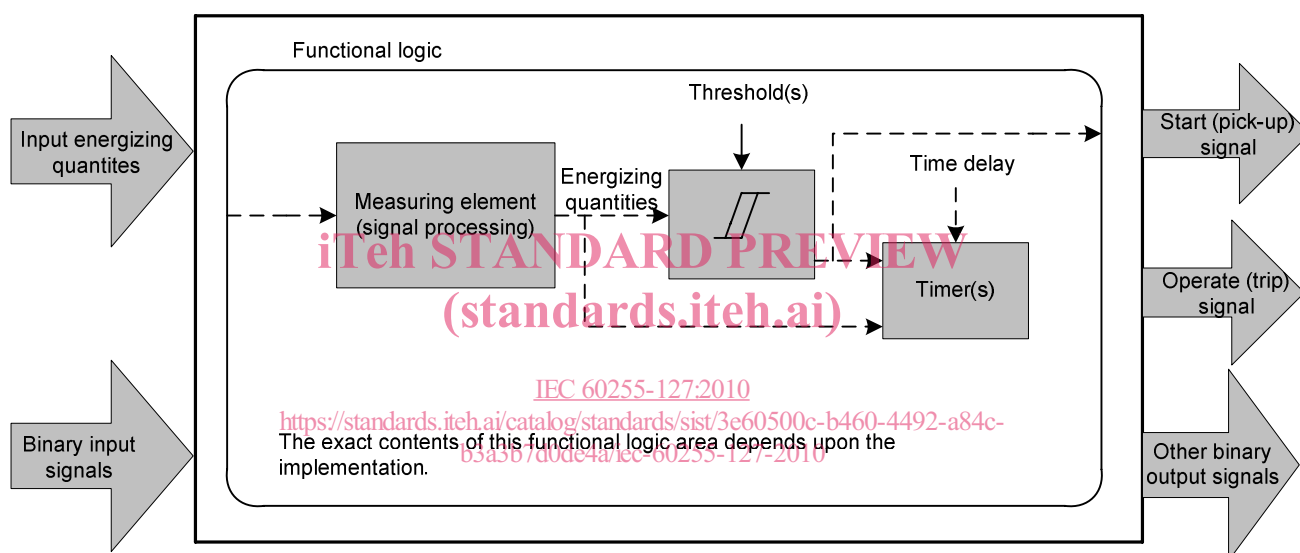 Functional logic
Input energizing
quantites
Threshold(s)
Start (pick-up)
signal
Time delay
Measuring element
(signal processing)
Energizing
quantities
iTeh STANDARD PREVIEW
(standards.iteh.ai)
Timer(s)
Operate (trip)
signal
IEC 60255-127:2010
https://standards.iteh.ai/catalog/standards/sist/3e60500c-b460-4492-a84c-
b3a3b7d0de4a/iec-60255-127-2010
The exact contents of this functional logic area depends upon the
implementation.
Binary input
signals
Other binary
output signals